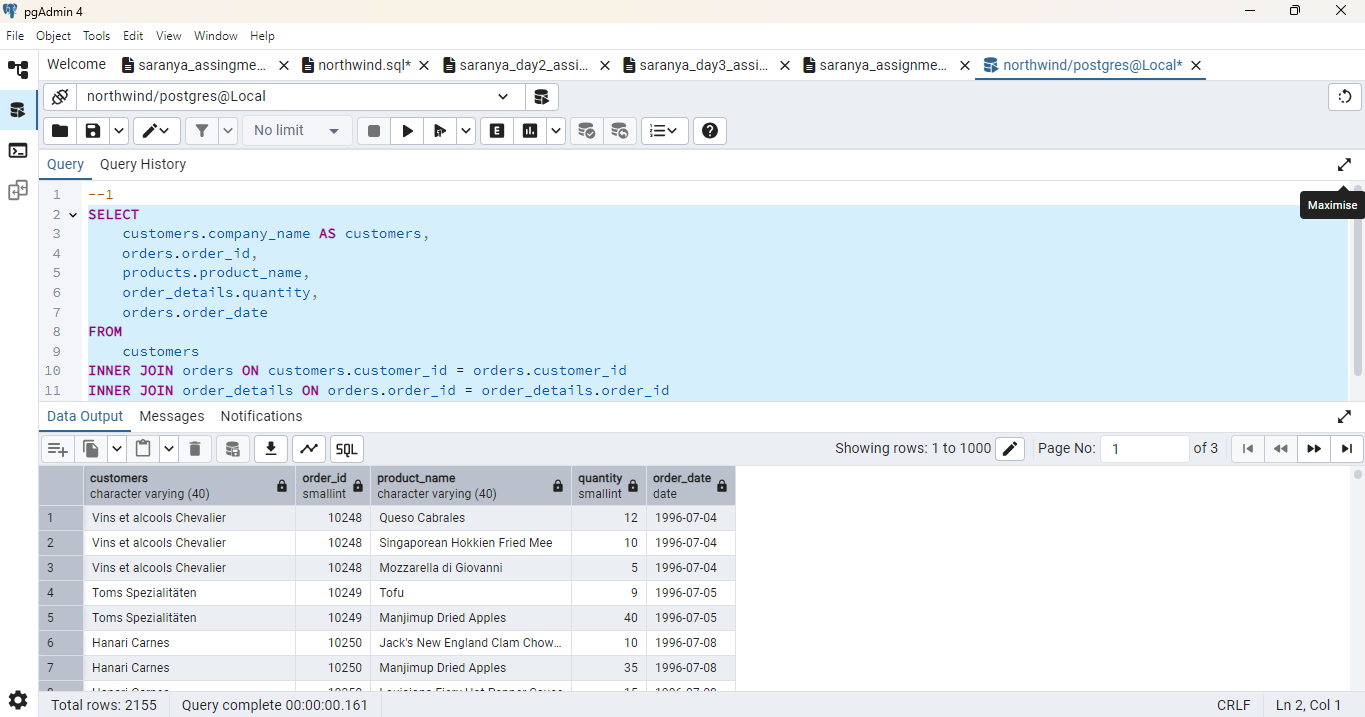 pgAdmin 4
File Object Tools Edit View Window Help
Welcome saranya_assingme... northwind.sql* saranya_day2_assi... saranya_day3_assi... saranya_assignme... northwind/postgres@Local*
northwind/postgres@Local
No limit
Query Query History
Maximise
1 --1
2 SELECT
3 customers.company_name AS customers,
4 orders.order_id,
5 products.product_name,
6 order_details.quantity,
7 orders.order_date
8 FROM
9 customers
10 INNER JOIN orders ON customers.customer_id = orders.customer_id
11 INNER JOIN order_details ON orders.order_id = order_details.order_id
Data Output Messages Notifications
SQL Showing rows: 1 to 1000 Page No: 1 of 3
customers order_id product_name quantity order_date
character varying (40) smallint character varying (40) smallint date
1 Vins et alcools Chevalier 10248 Queso Cabrales 12 1996-07-04
2 Vins et alcools Chevalier 10248 Singaporean Hokkien Fried Mee 10 1996-07-04
3 Vins et alcools Chevalier 10248 Mozzarella di Giovanni 5 1996-07-04
4 Toms Spezialitäten 10249 Tofu 9 1996-07-05
5 Toms Spezialitäten 10249 Manjimup Dried Apples 40 1996-07-05
6 Hanari Carnes 10250 Jack's New England Clam Chow... 10 1996-07-08
7 Hanari Carnes 10250 Manjimup Dried Apples 35 1996-07-08
Total rows: 2155 Query complete 00:00:00.161 CRLF Ln 2, Col 1